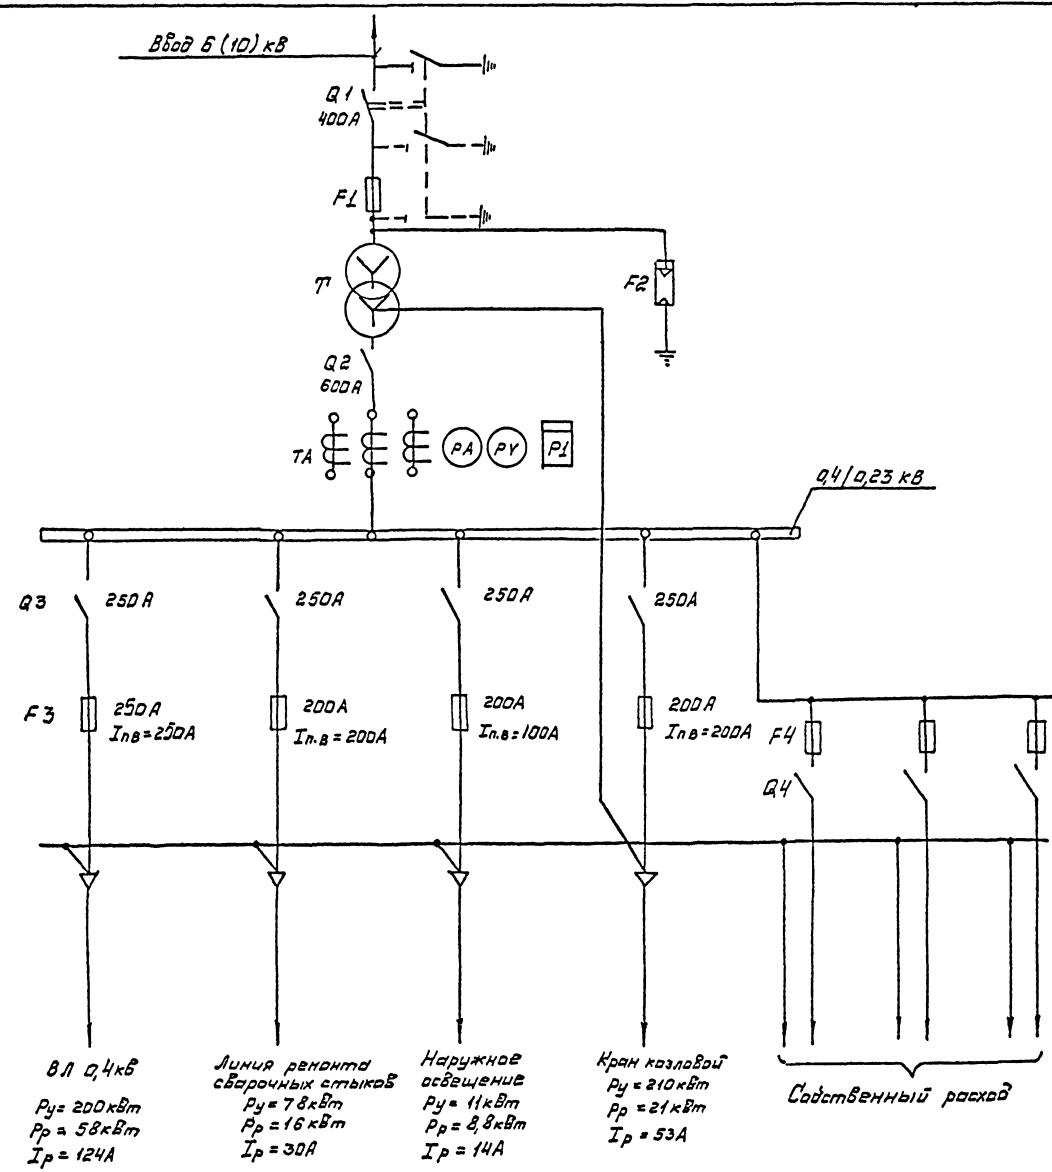 Ввод 6 (10) кВ
Q1
400А
F1
T
F2
Q2
600А
TA
PA
PV
P1
0,4/0,23 кВ
Q3
250А
250А
250А
250А
F3
250А
Iпв=250А
200А
Iп.в=200А
200А
Iп.в=100А
200А
Iпв=200А
F4
Q4
ВЛ 0,4кВ
Pу=200кВт
Pр=58кВт
Iр=124А
Линия ремонта
сварочных стыков
Pу=78кВт
Pр=16кВт
Iр=30А
Наружное
освещение
Pу=11кВт
Pр=8,8кВт
Iр=14А
Кран козловой
Pу=210кВт
Pр=21кВт
Iр=53А
Собственный расход